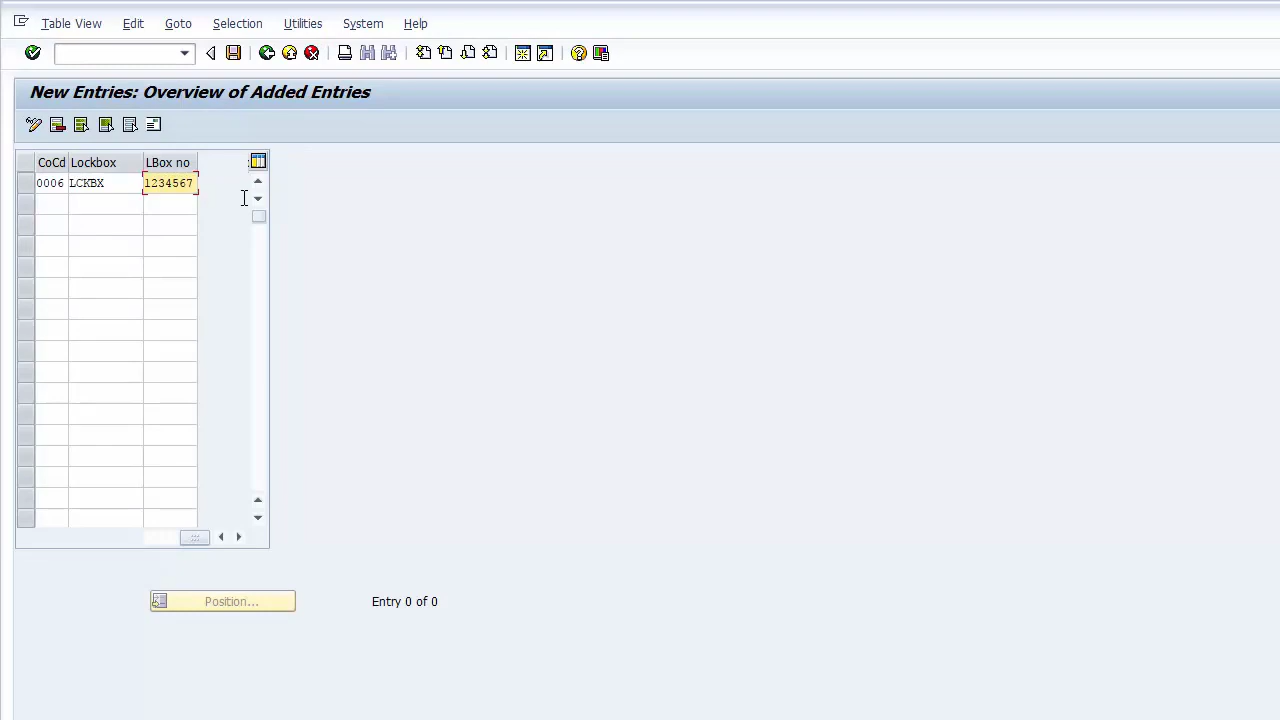 Table View Edit Goto Selection Utilities System Help
New Entries: Overview of Added Entries
CoCd Lockbox LBox no
0006 LCKBX 1234567
Position... Entry 0 of 0